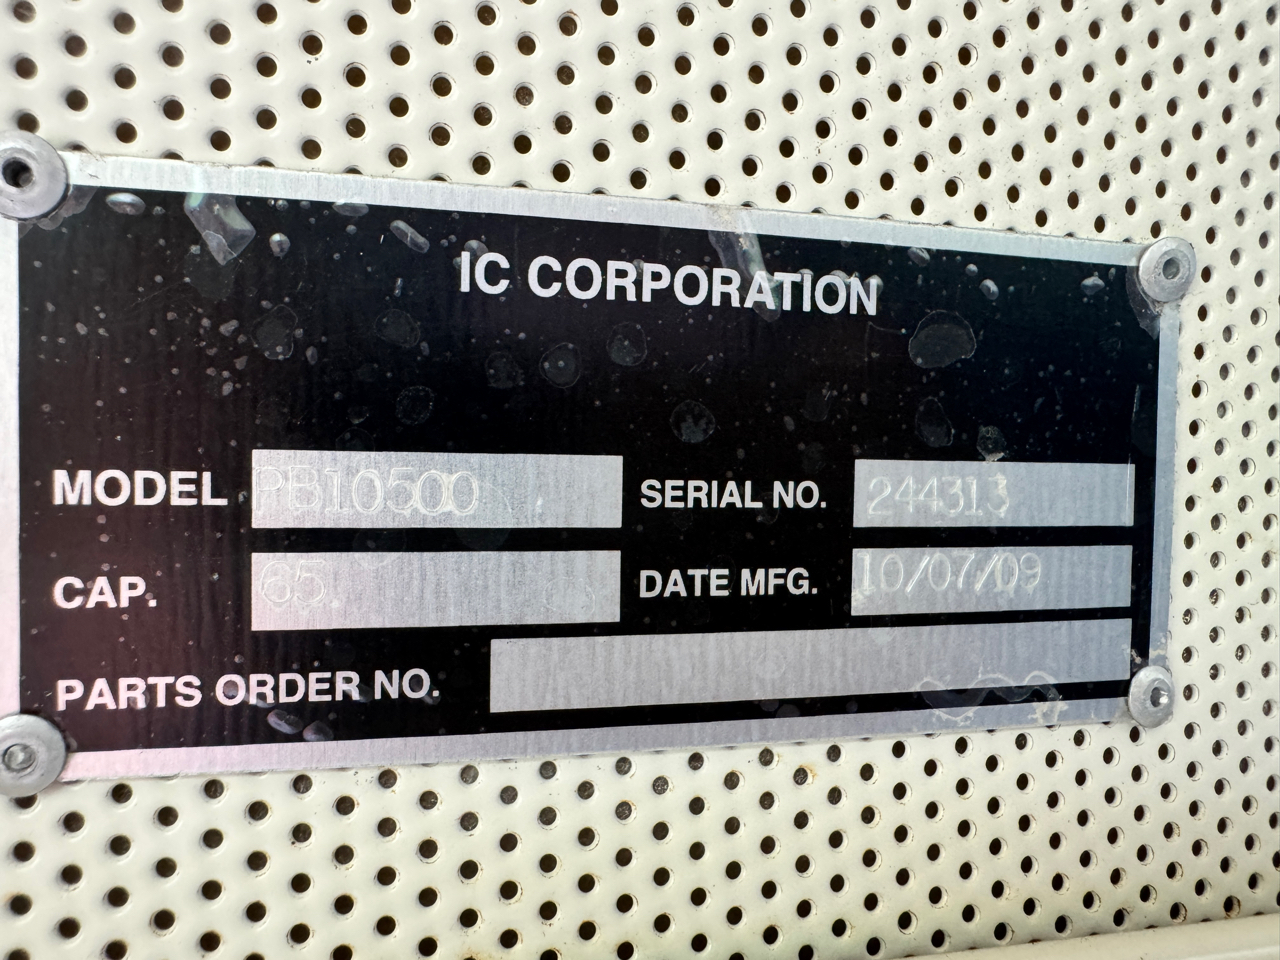 IC CORPORATION
MODEL PB10500 SERIAL NO. 244313
CAP. 65 DATE MFG. 10/07/09
PARTS ORDER NO.